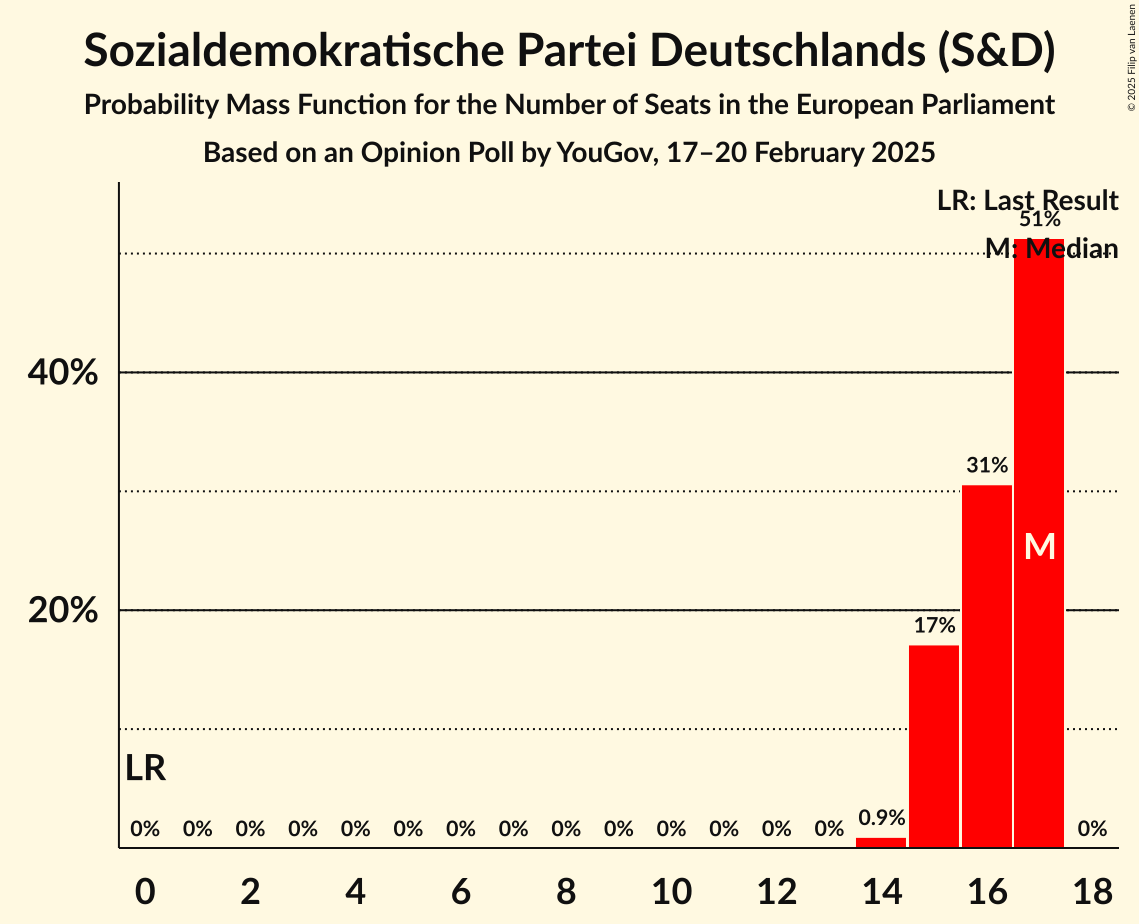 Sozialdemokratische Partei Deutschlands (S&D)
Probability Mass Function for the Number of Seats in the European Parliament
Based on an Opinion Poll by YouGov, 17–20 February 2025
© 2025 Filip van Laenen
LR: Last Result
51%
M: Median
40%
31%
M
20%
17%
LR
0% 0% 0% 0% 0% 0% 0% 0% 0% 0% 0% 0% 0% 0% 0.9% 0%
0 2 4 6 8 10 12 14 16 18